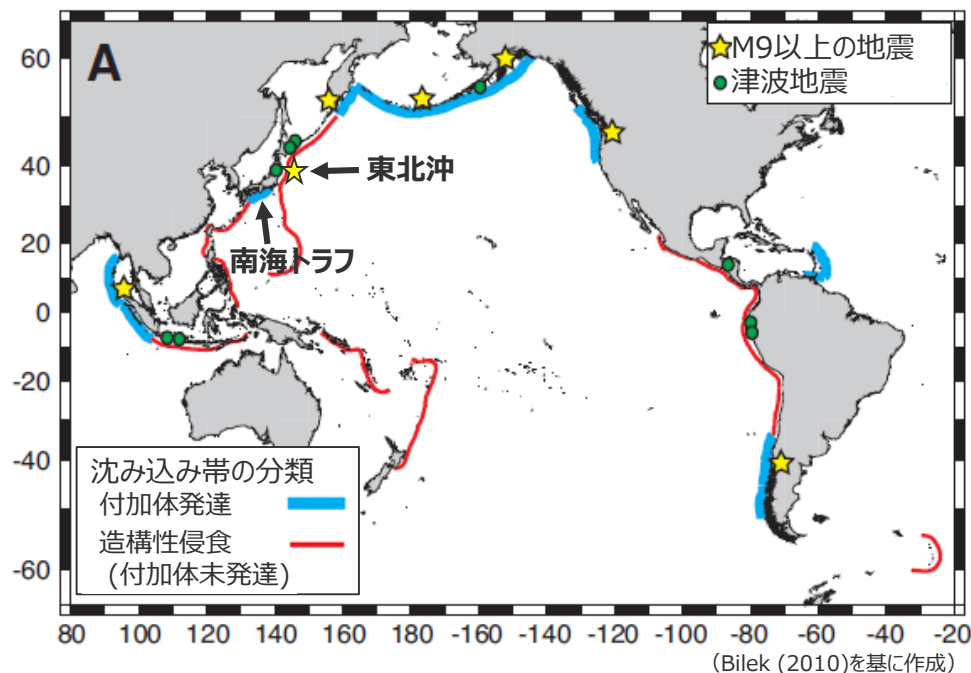 A
M9以上の地震
津波地震
東北沖
南海トラフ
沈み込み帯の分類
付加体発達
造構性侵食
(付加体未発達)
60
40
20
0
-20
-40
-60
80 100 120 140 160 180 -160 -140 -120 -100 -80 -60 -40 -20
(Bilek (2010)を基に作成)